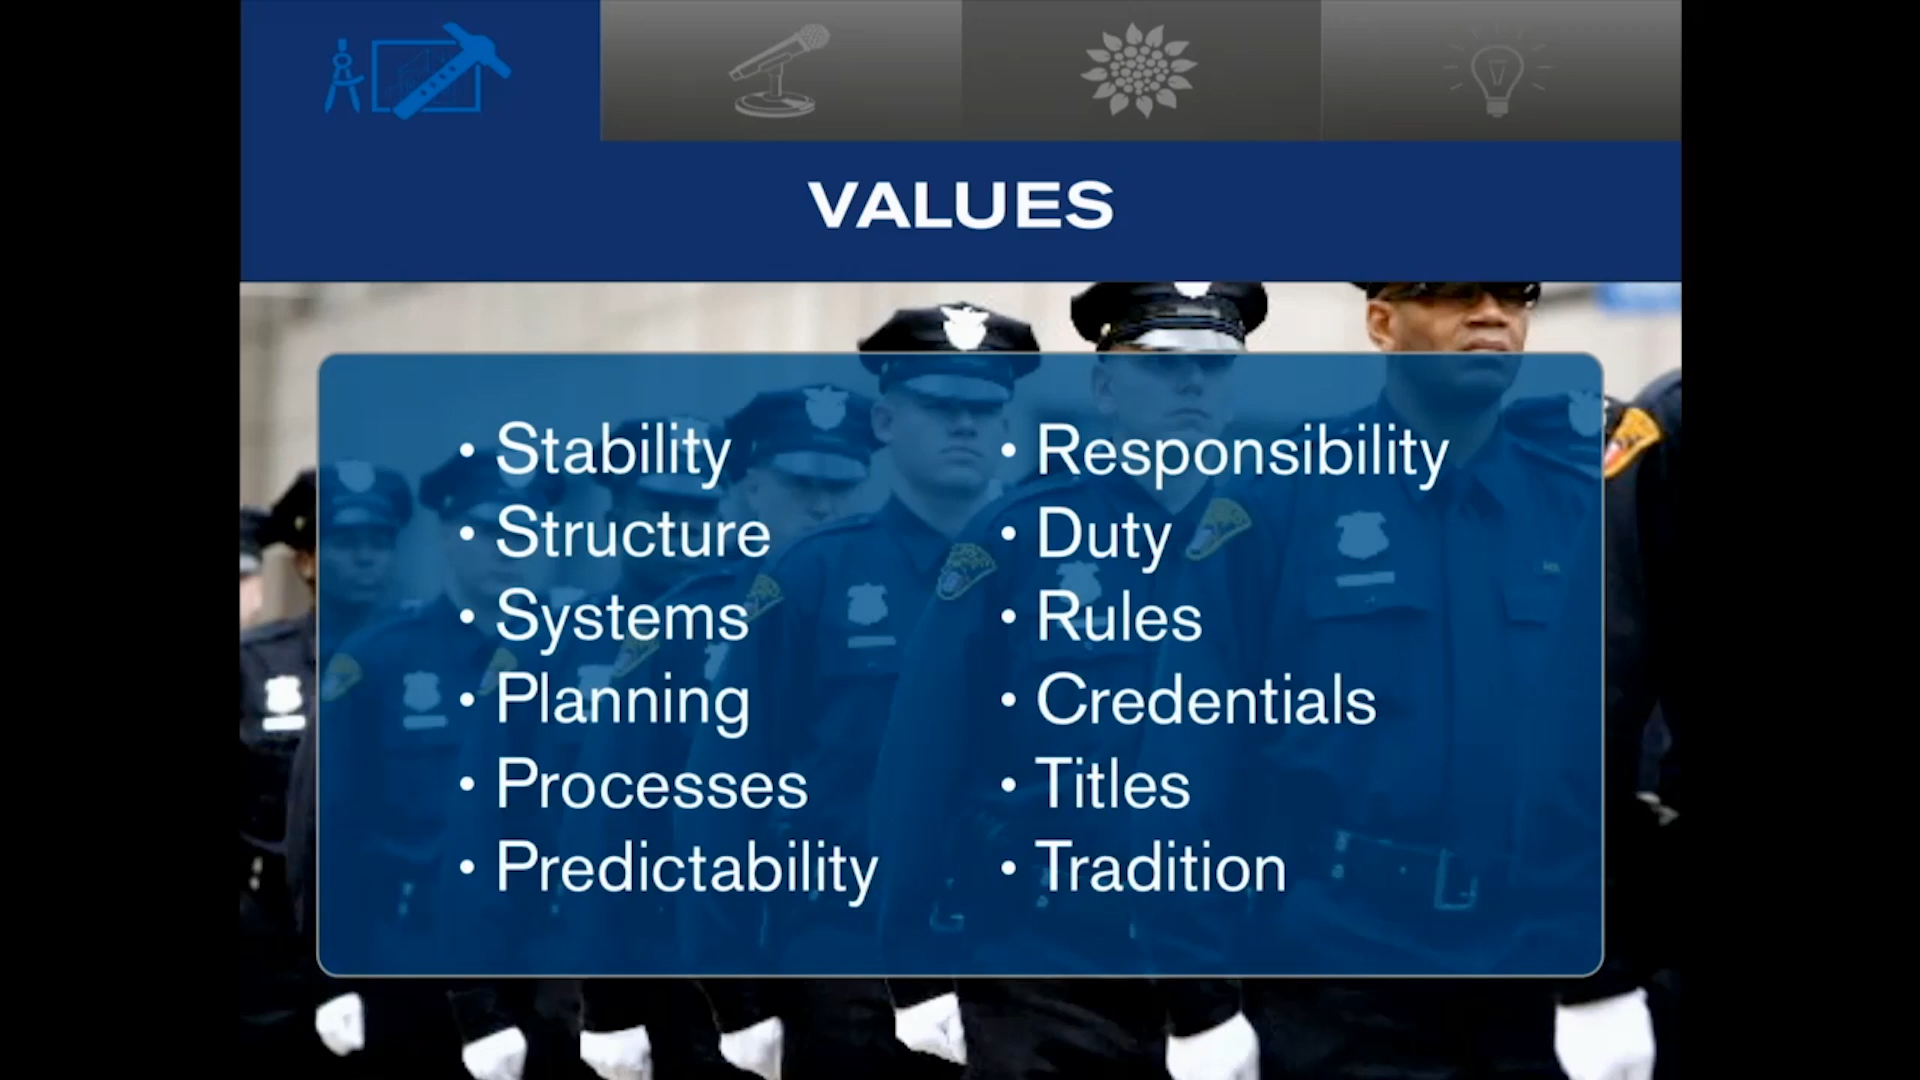 VALUES
• Stability
• Structure
• Systems
• Planning
• Processes
• Predictability
• Responsibility
• Duty
• Rules
• Credentials
• Titles
• Tradition